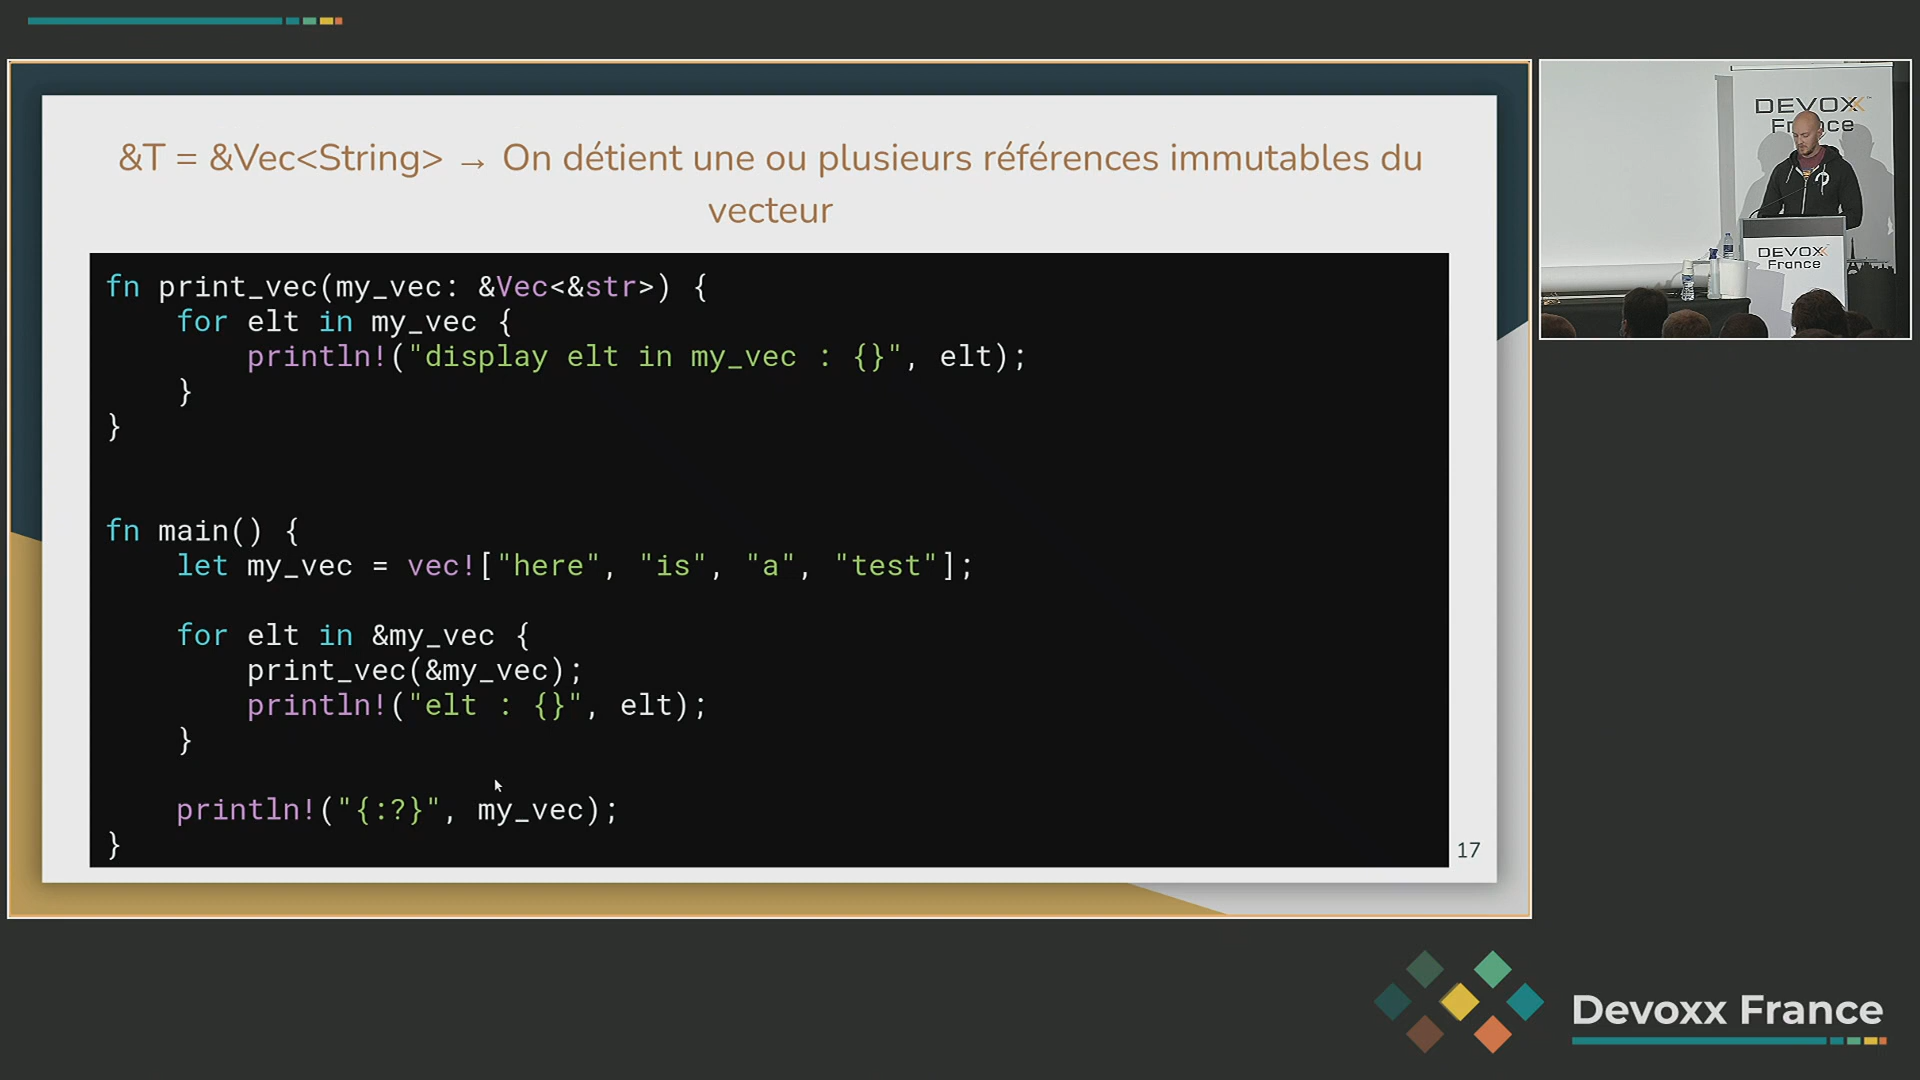 &T = &Vec<String> → On détient une ou plusieurs références immutables du
vecteur
fn print_vec(my_vec: &Vec<&str>) {
    for elt in my_vec {
        println!("display elt in my_vec : {}", elt);
    }
}
fn main() {
    let my_vec = vec!["here", "is", "a", "test"];
    for elt in &my_vec {
        print_vec(&my_vec);
        println!("elt : {}", elt);
    }
    println!("{:?}", my_vec);
}
17
DEVOXX
France
DEVOXX
France
Devoxx France